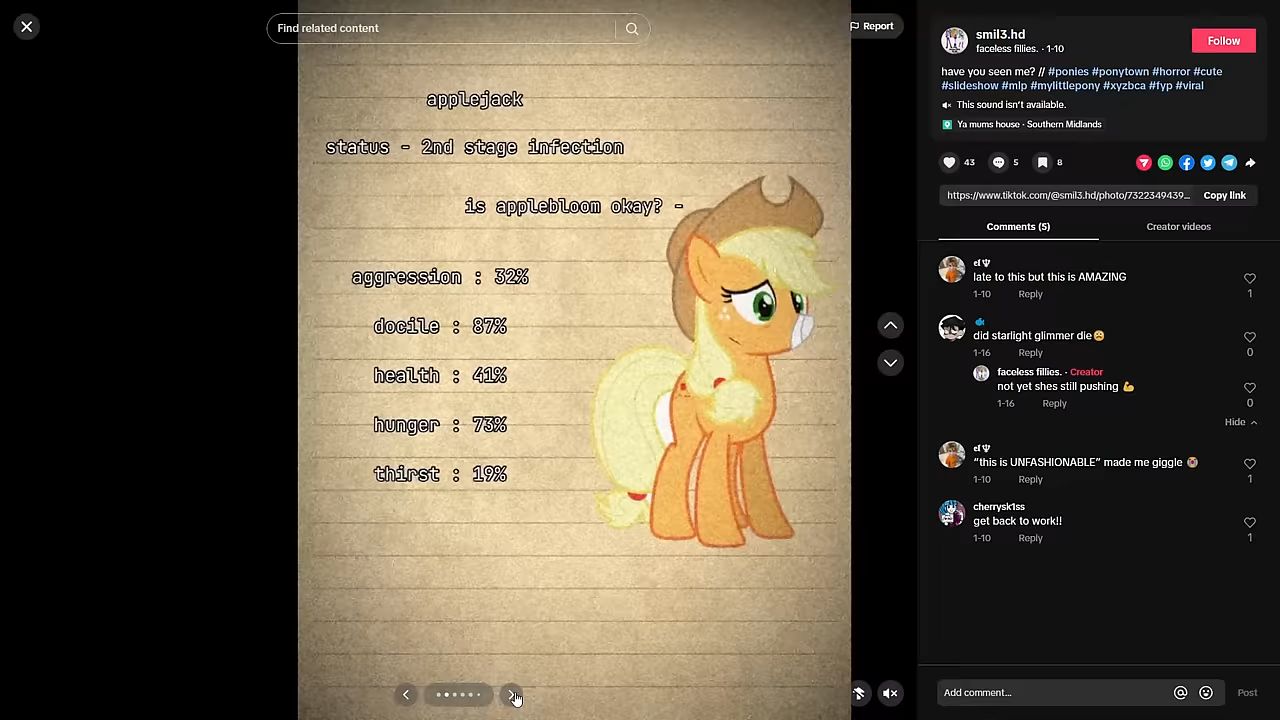 Find related content
Report
applejack
status - 2nd stage infection
is applebloom okay? -
aggression : 32%
docile : 87%
health : 41%
hunger : 73%
thirst : 19%
smil3.hd
faceless fillies. · 1-10
Follow
have you seen me? // #ponies #ponytown #horror #cute
#slideshow #mlp #mylittlepony #xyzbca #fyp #viral
This sound isn't available.
Ya mums house · Southern Midlands
43
5
8
https://www.tiktok.com/@smil3.hd/photo/7322349439...
Copy link
Comments (5)
Creator videos
late to this but this is AMAZING
1-10 Reply
1
did starlight glimmer die😩
1-16 Reply
0
faceless fillies. · Creator
not yet shes still pushing 💪
1-16 Reply
0
Hide
"this is UNFASHIONABLE" made me giggle
1-10 Reply
1
cherrysk1ss
get back to work!!
1-10 Reply
1
Add comment...
Post